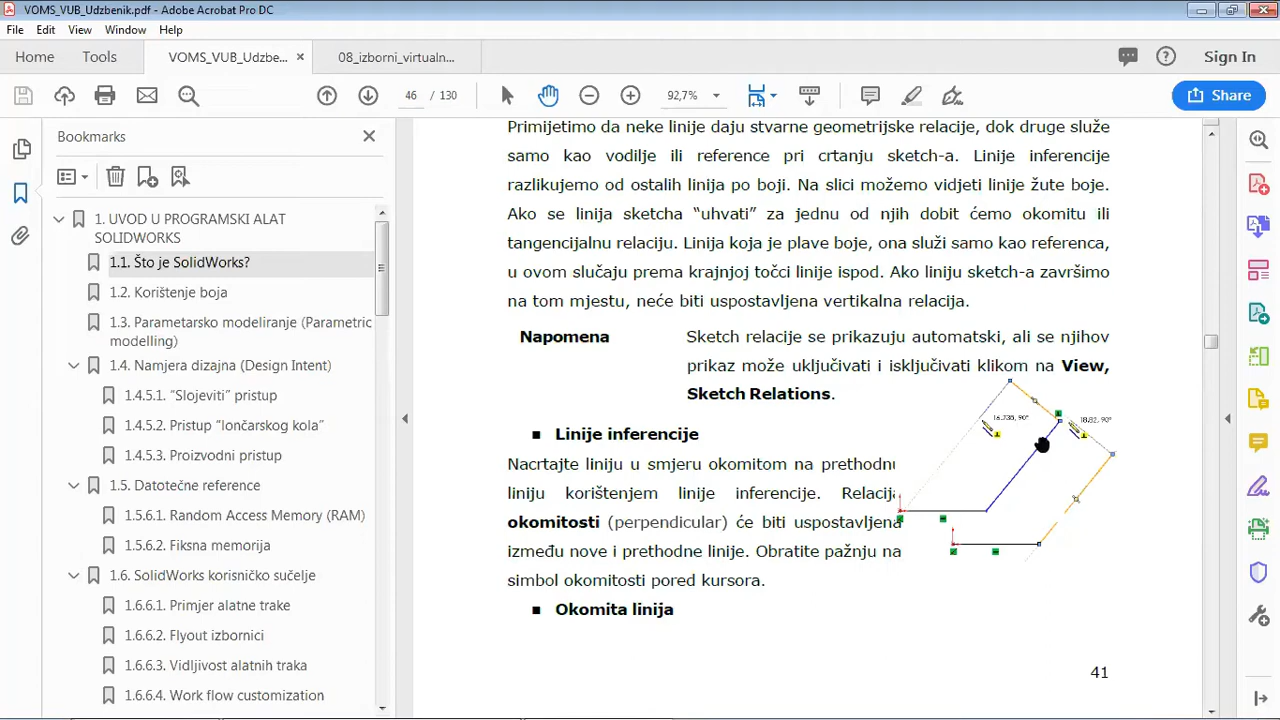 VOMS_VUB_Udzbenik.pdf - Adobe Acrobat Pro DC
File Edit View Window Help
Home Tools VOMS_VUB_Udzbe... × 08_izborni_virtualn... Sign In
46 / 130 92,7% Share
Bookmarks
1. UVOD U PROGRAMSKI ALAT
SOLIDWORKS
1.1. Što je SolidWorks?
1.2. Korištenje boja
1.3. Parametarsko modeliranje (Parametric
modelling)
1.4. Namjera dizajna (Design Intent)
1.4.5.1. “Slojeviti” pristup
1.4.5.2. Pristup “lončarskog kola”
1.4.5.3. Proizvodni pristup
1.5. Datotečne reference
1.5.6.1. Random Access Memory (RAM)
1.5.6.2. Fiksna memorija
1.6. SolidWorks korisničko sučelje
1.6.6.1. Primjer alatne trake
1.6.6.2. Flyout izbornici
1.6.6.3. Vidljivost alatnih traka
1.6.6.4. Work flow customization
Primijetimo da neke linije daju stvarne geometrijske relacije, dok druge služe
samo kao vodilje ili reference pri crtanju sketch-a. Linije inferencije
razlikujemo od ostalih linija po boji. Na slici možemo vidjeti linije žute boje.
Ako se linija sketcha “uhvati” za jednu od njih dobit ćemo okomitu ili
tangencijalnu relaciju. Linija koja je plave boje, ona služi samo kao referenca,
u ovom slučaju prema krajnjoj točci linije ispod. Ako liniju sketch-a završimo
na tom mjestu, neće biti uspostavljena vertikalna relacija.
Napomena Sketch relacije se prikazuju automatski, ali se njihov
prikaz može uključivati i isključivati klikom na View,
Sketch Relations.
16.738, 90° 18.82, 90°
■ Linije inferencije
Nacrtajte liniju u smjeru okomitom na prethodnu
liniju korištenjem linije inferencije. Relacija
okomitosti (perpendicular) će biti uspostavljena
između nove i prethodne linije. Obratite pažnju na
simbol okomitosti pored kursora.
■ Okomita linija
41